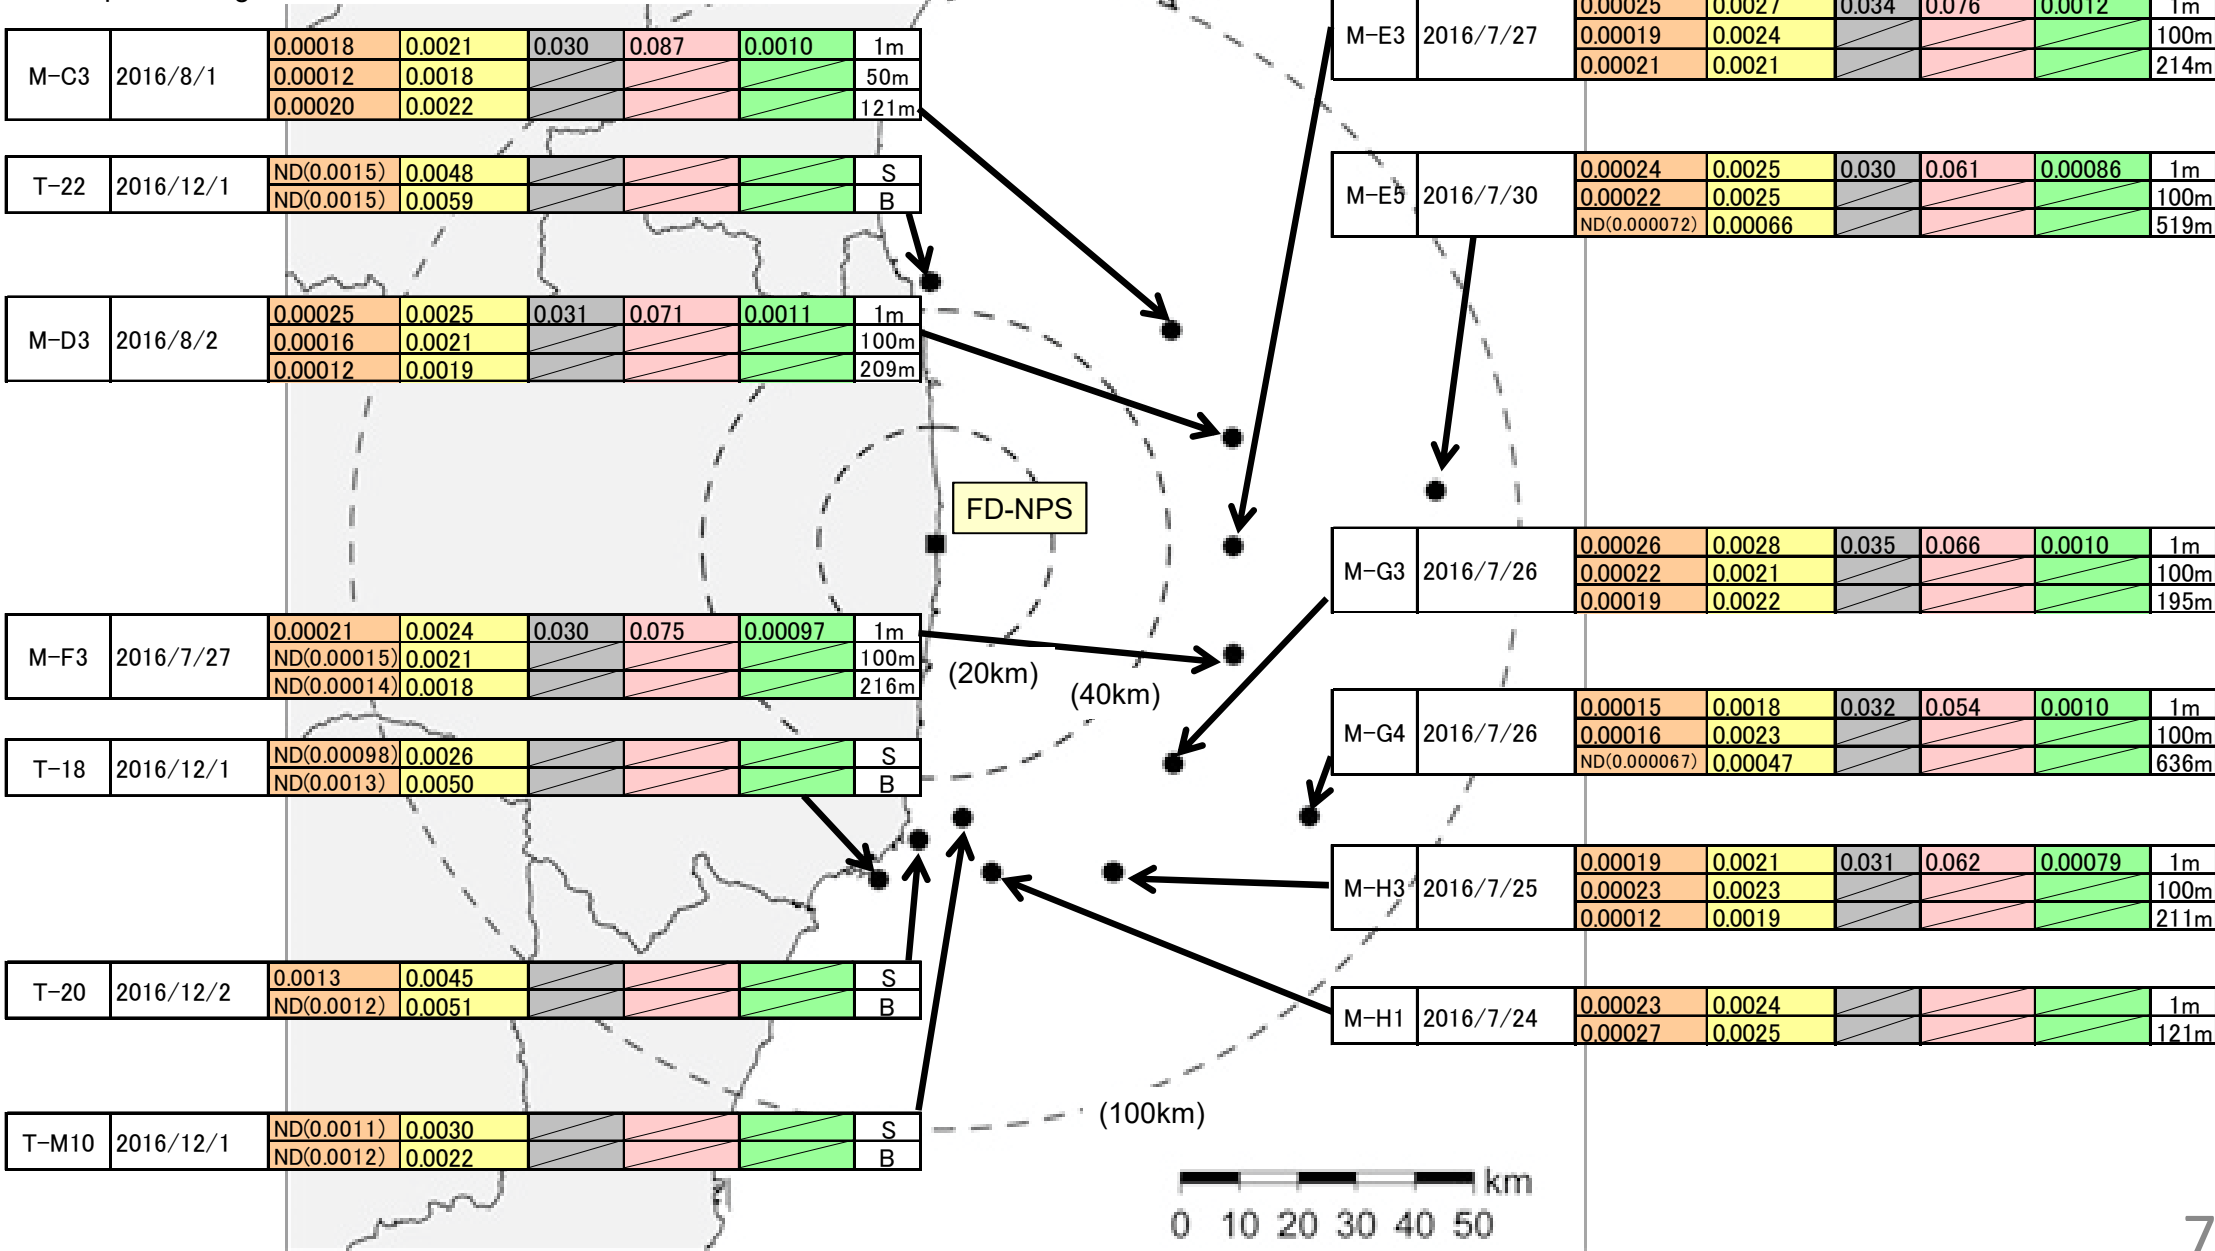 M-C3 2016/8/1 0.00018 0.0021 0.030 0.087 0.0010 1m
0.00012 0.0018 50m
0.00020 0.0022 121m
T-22 2016/12/1 ND(0.0015) 0.0048 S
ND(0.0015) 0.0059 B
M-D3 2016/8/2 0.00025 0.0025 0.031 0.071 0.0011 1m
0.00016 0.0021 100m
0.00012 0.0019 209m
M-F3 2016/7/27 0.00021 0.0024 0.030 0.075 0.00097 1m
ND(0.00015) 0.0021 100m
ND(0.00014) 0.0018 216m
T-18 2016/12/1 ND(0.00098) 0.0026 S
ND(0.0013) 0.0050 B
T-20 2016/12/2 0.0013 0.0045 S
ND(0.0012) 0.0051 B
T-M10 2016/12/1 ND(0.0011) 0.0030 S
ND(0.0012) 0.0022 B
FD-NPS
(20km)
(40km)
(100km)
M-E3 2016/7/27 0.00025 0.0027 0.034 0.076 0.0012 1m
0.00019 0.0024 100m
0.00021 0.0021 214m
M-E5 2016/7/30 0.00024 0.0025 0.030 0.061 0.00086 1m
0.00022 0.0025 100m
ND(0.000072) 0.00066 519m
M-G3 2016/7/26 0.00026 0.0028 0.035 0.066 0.0010 1m
0.00022 0.0021 100m
0.00019 0.0022 195m
M-G4 2016/7/26 0.00015 0.0018 0.032 0.054 0.0010 1m
0.00016 0.0023 100m
ND(0.000067) 0.00047 636m
M-H3 2016/7/25 0.00019 0.0021 0.031 0.062 0.00079 1m
0.00023 0.0023 100m
0.00012 0.0019 211m
M-H1 2016/7/24 0.00023 0.0024 1m
0.00027 0.0025 121m
km
0 10 20 30 40 50
7